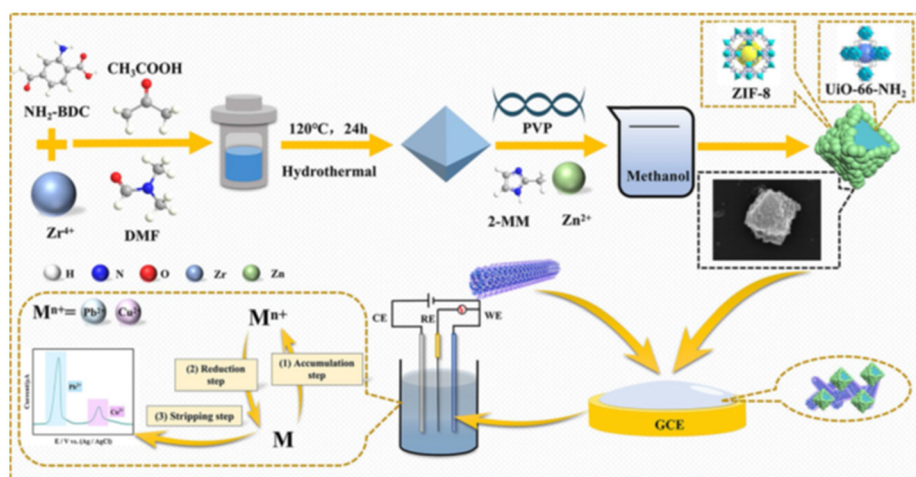 NH₂-BDC
CH₃COOH
Zr⁴⁺
DMF
120℃, 24h
Hydrothermal
PVP
2-MM
Zn²⁺
Methanol
ZIF-8
UiO-66-NH₂
H
N
O
Zr
Zn
Mⁿ⁺=
Pb²⁺
Cu²⁺
Mⁿ⁺
(2) Reduction
step
(1) Accumulation
step
(3) Stripping step
M
Current/μA
Pb²⁺
Cu²⁺
E / V vs. (Ag / AgCl)
CE
RE
WE
GCE